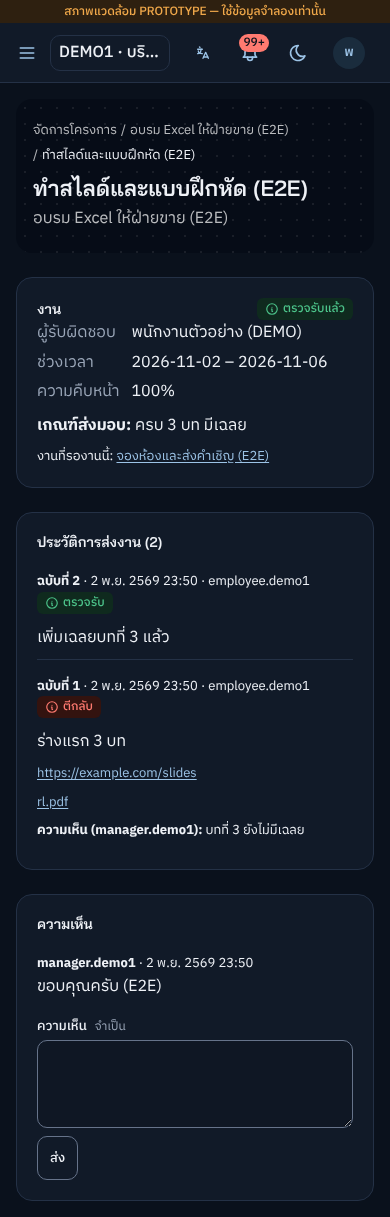 สภาพแวดล้อม PROTOTYPE — ใช้ข้อมูลจำลองเท่านั้น
DEMO1 · บริ...
99+
พ
จัดการโครงการ / อบรม Excel ให้ฝ่ายขาย (E2E)
/ ทำสไลด์และแบบฝึกหัด (E2E)
ทำสไลด์และแบบฝึกหัด (E2E)
อบรม Excel ให้ฝ่ายขาย (E2E)
งาน
ตรวจรับแล้ว
ผู้รับผิดชอบ พนักงานตัวอย่าง (DEMO)
ช่วงเวลา 2026-11-02 – 2026-11-06
ความคืบหน้า 100%
เกณฑ์ส่งมอบ: ครบ 3 บท มีเฉลย
งานที่รองานนี้: จองห้องและส่งคำเชิญ (E2E)
ประวัติการส่งงาน (2)
ฉบับที่ 2 · 2 พ.ย. 2569 23:50 · employee.demo1
ตรวจรับ
เพิ่มเฉลยบทที่ 3 แล้ว
ฉบับที่ 1 · 2 พ.ย. 2569 23:50 · employee.demo1
ตีกลับ
ร่างแรก 3 บท
https://example.com/slides
rl.pdf
ความเห็น (manager.demo1): บทที่ 3 ยังไม่มีเฉลย
ความเห็น
manager.demo1 · 2 พ.ย. 2569 23:50
ขอบคุณครับ (E2E)
ความเห็น จำเป็น
ส่ง